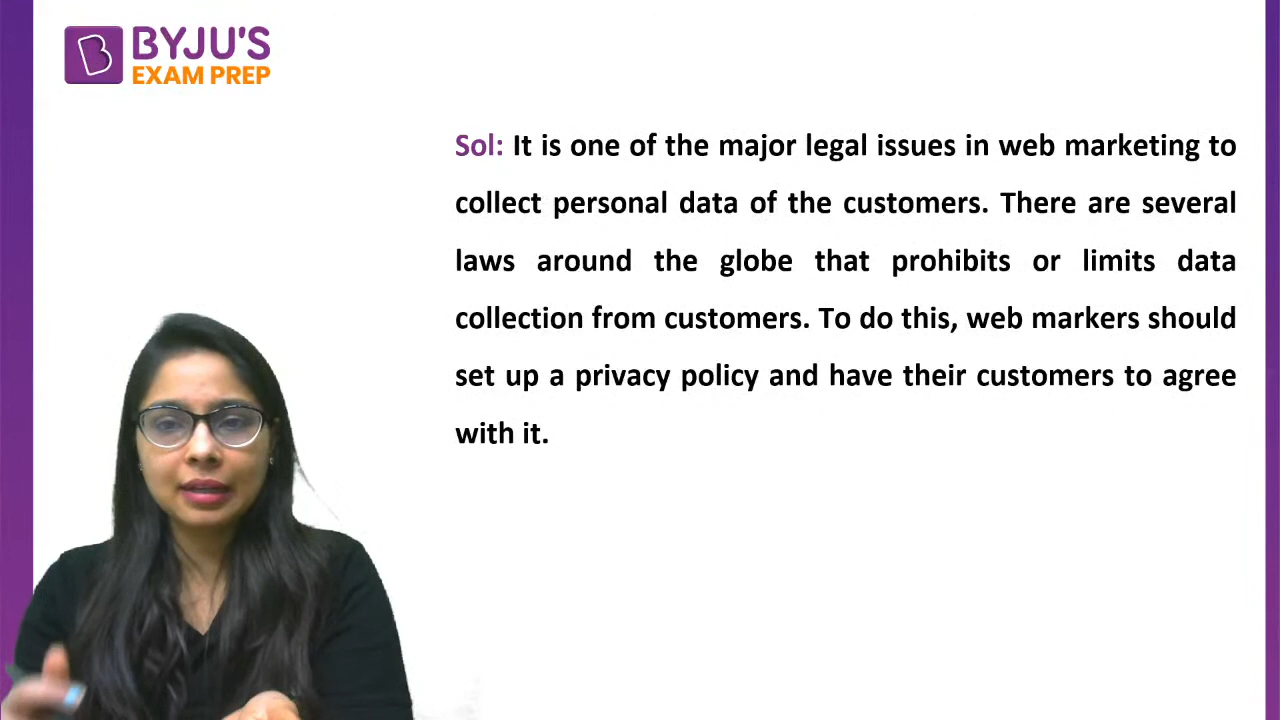 BYJU'S
EXAM PREP
Sol: It is one of the major legal issues in web marketing to
collect personal data of the customers. There are several
laws around the globe that prohibits or limits data
collection from customers. To do this, web markers should
set up a privacy policy and have their customers to agree
with it.